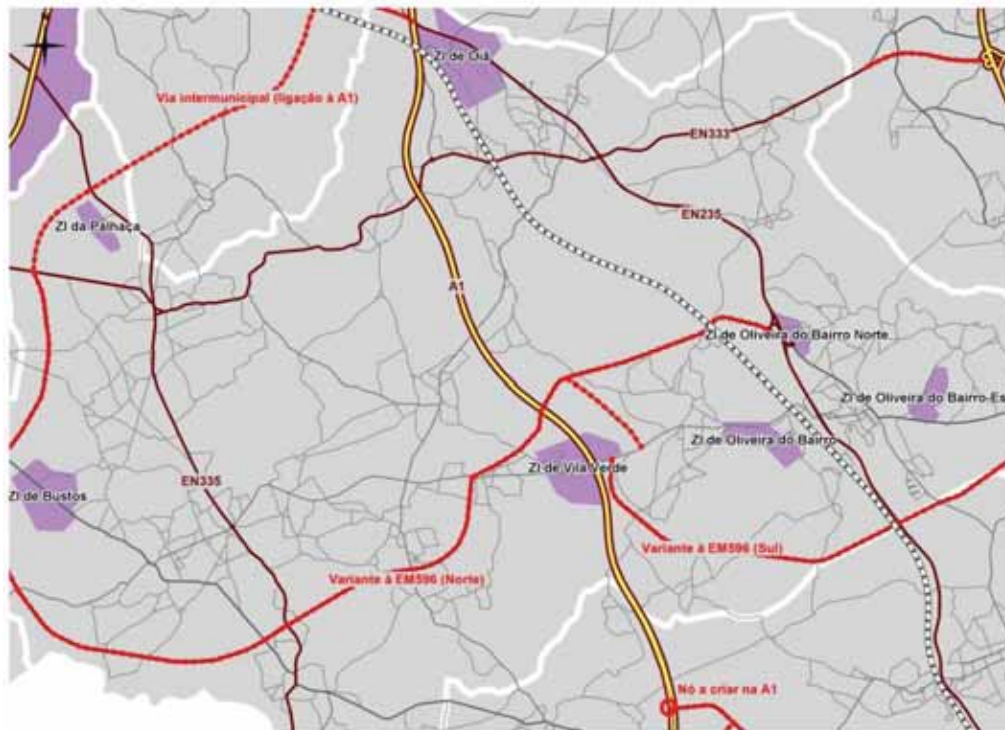 ZI de Oiã
Via intermunicipal (ligação à A1)
EN333
EN235
ZI da Palhaça
A1
ZI de Oliveira do Bairro Norte
ZI de Oliveira do Bairro-Es
ZI de Oliveira do Bairro
ZI de Vila Verde
EN335
ZI de Bustos
Variante à EM596 (Sul)
Variante à EM596 (Norte)
Nó a criar na A1